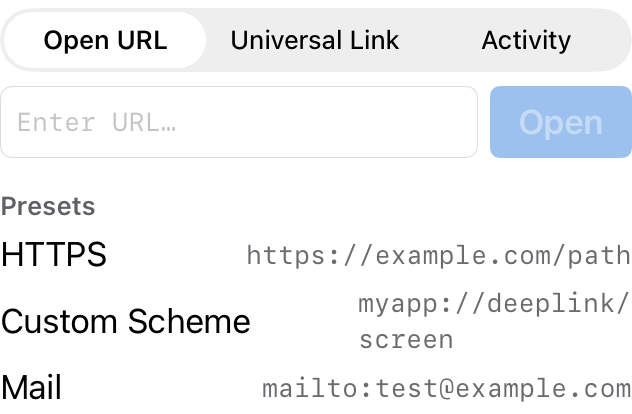 Open URL Universal Link Activity
Enter URL… Open
Presets
HTTPS https://example.com/path
Custom Scheme myapp://deeplink/
screen
Mail mailto:test@example.com